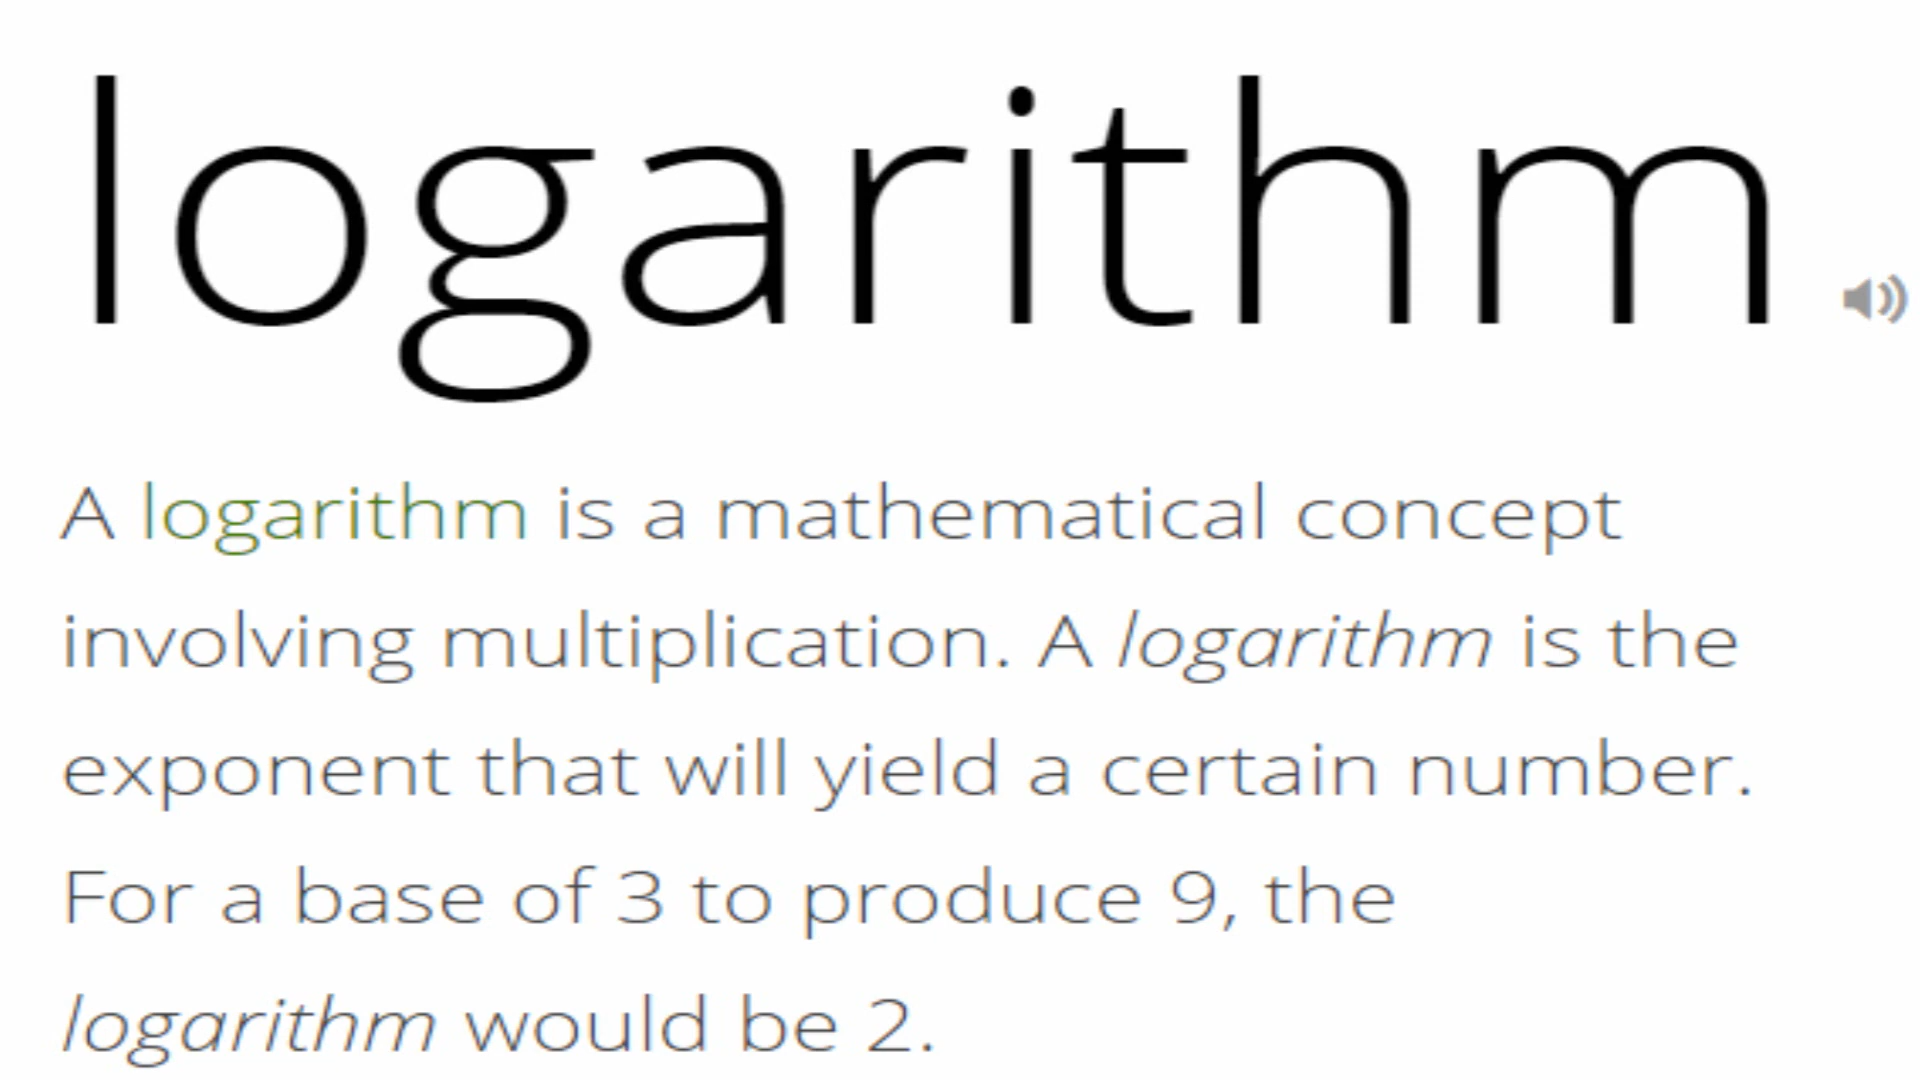 logarithm
A logarithm is a mathematical concept
involving multiplication. A logarithm is the
exponent that will yield a certain number.
For a base of 3 to produce 9, the
logarithm would be 2.